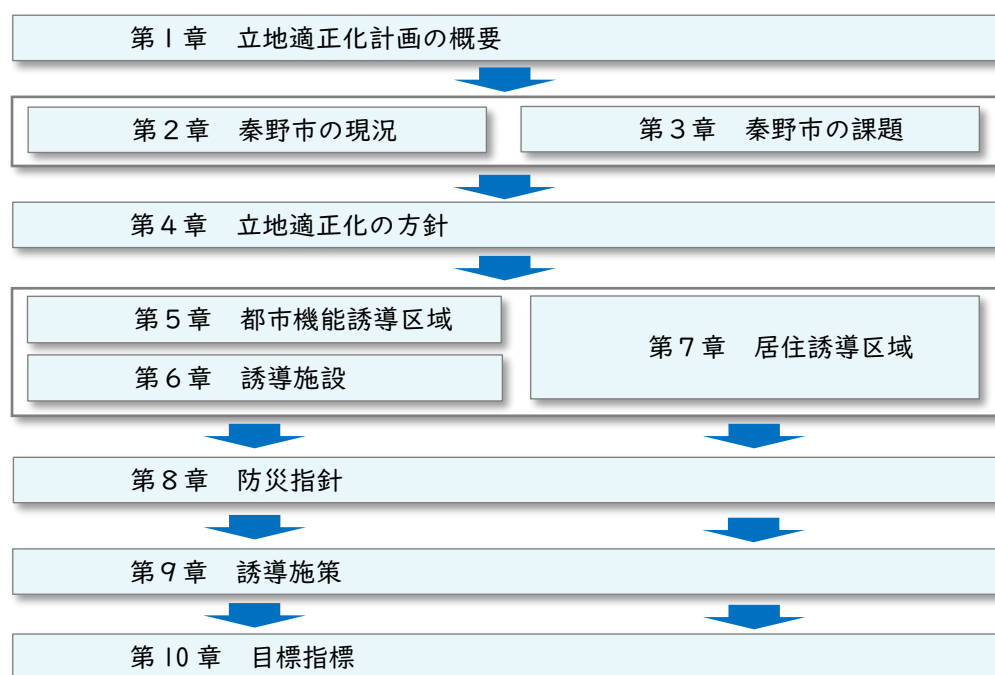 第1章　立地適正化計画の概要
第2章　秦野市の現況
第3章　秦野市の課題
第4章　立地適正化の方針
第5章　都市機能誘導区域
第6章　誘導施設
第7章　居住誘導区域
第8章　防災指針
第9章　誘導施策
第10章　目標指標